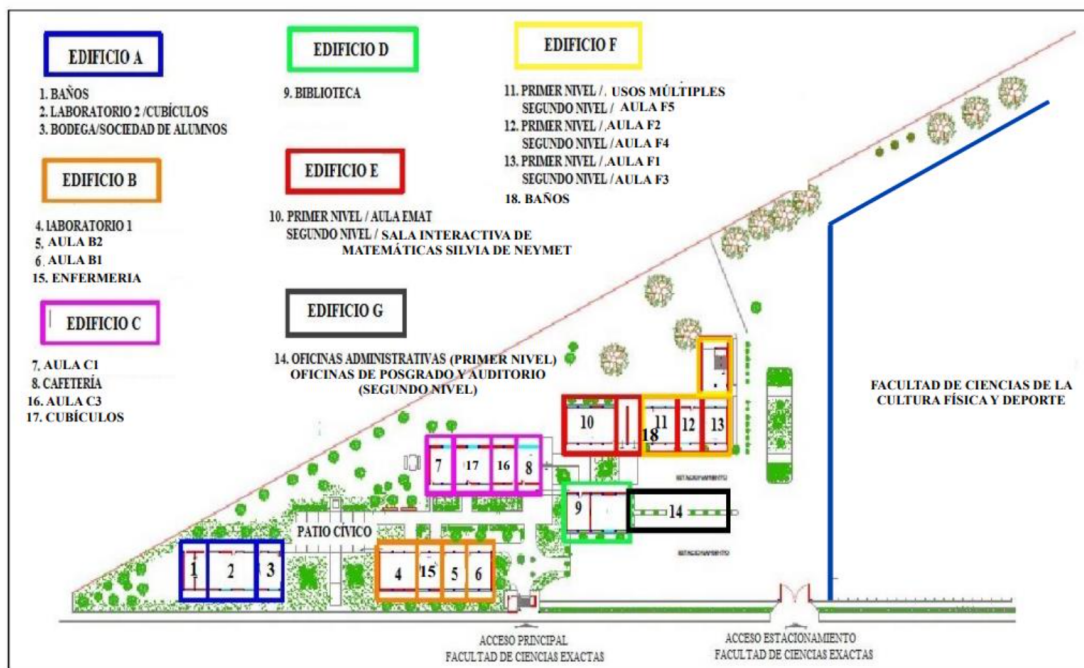 EDIFICIO A
1. BAÑOS
2. LABORATORIO 2 /CUBÍCULOS
3. BODEGA/SOCIEDAD DE ALUMNOS
EDIFICIO B
4. lABORATORIO 1
5, AULA B2
6, AULA B1
15. ENFERMERIA
EDIFICIO C
7, AULA C1
8. CAFETERÍA
16. AULA C3
17. CUBÍCULOS
EDIFICIO D
9. BIBLIOTECA
EDIFICIO E
10. PRIMER NIVEL / AULA EMAT
SEGUNDO NIVEL / SALA INTERACTIVA DE
MATEMÁTICAS SILVIA DE NEYMET
EDIFICIO G
14. OFICINAS ADMINISTRATIVAS (PRIMER NIVEL)
OFICINAS DE POSGRADO Y AUDITORIO
(SEGUNDO NIVEL)
EDIFICIO F
11. PRIMER NIVEL /. USOS MÚLTIPLES
SEGUNDO NIVEL / AULA F5
12. PRIMER NIVEL / AULA F2
SEGUNDO NIVEL / AULA F4
13. PRIMER NIVEL / AULA F1
SEGUNDO NIVEL / AULA F3
18. BAÑOS
FACULTAD DE CIENCIAS DE LA
CULTURA FÍSICA Y DEPORTE
10
18
11
12
13
7
17
16
8
9
14
ESTACIONAMIENTO
ESTACIONAMIENTO
PATIO CÍVICO
1
2
3
4
15
5
6
ACCESO PRINCIPAL
FACULTAD DE CIENCIAS EXACTAS
ACCESO ESTACIONAMIENTO
FACULTAD DE CIENCIAS EXACTAS